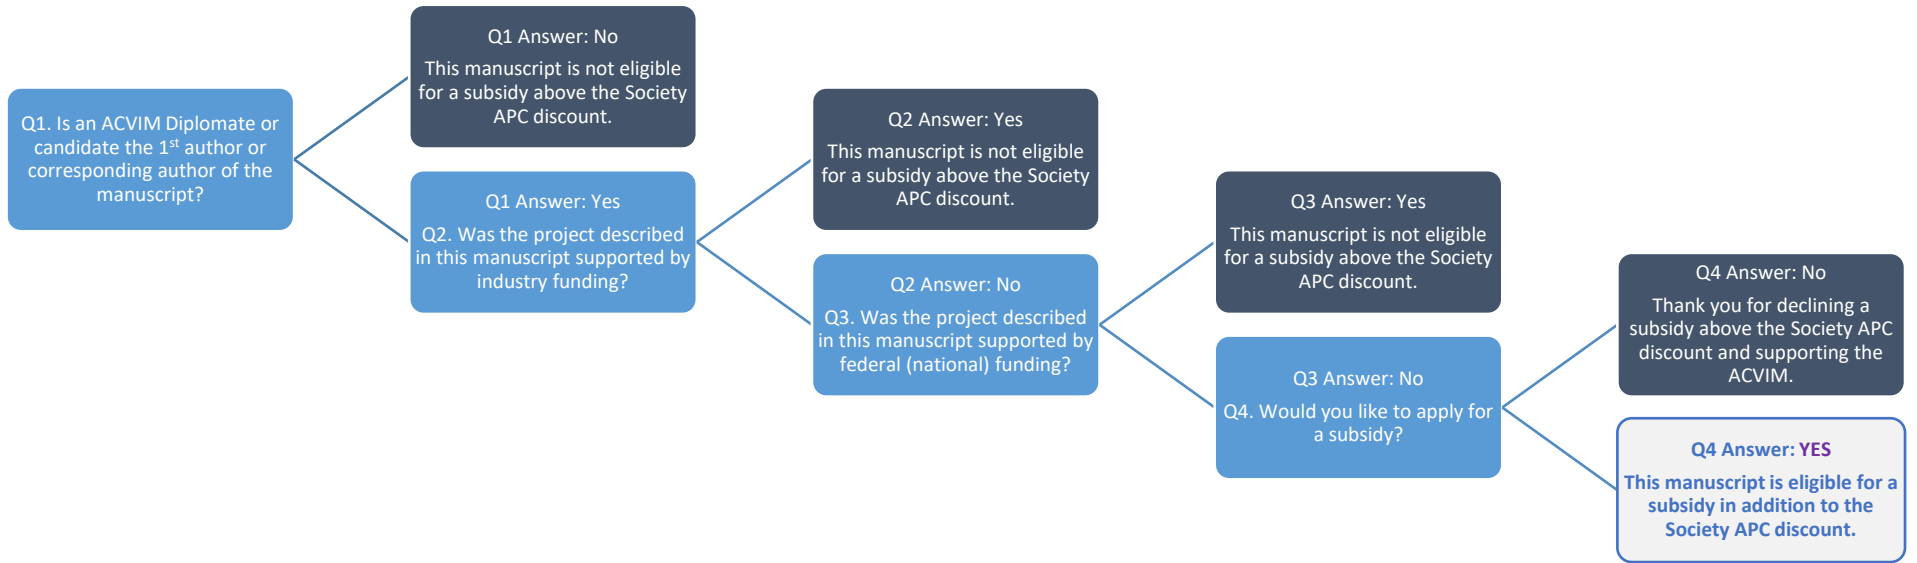 Q1. Is an ACVIM Diplomate or
candidate the 1st author or
corresponding author of the
manuscript?
Q1 Answer: No
This manuscript is not eligible
for a subsidy above the Society
APC discount.
Q1 Answer: Yes
Q2. Was the project described
in this manuscript supported by
industry funding?
Q2 Answer: Yes
This manuscript is not eligible
for a subsidy above the Society
APC discount.
Q2 Answer: No
Q3. Was the project described
in this manuscript supported by
federal (national) funding?
Q3 Answer: Yes
This manuscript is not eligible
for a subsidy above the Society
APC discount.
Q3 Answer: No
Q4. Would you like to apply for
a subsidy?
Q4 Answer: No
Thank you for declining a
subsidy above the Society APC
discount and supporting the
ACVIM.
Q4 Answer: YES
This manuscript is eligible for a
subsidy in addition to the
Society APC discount.